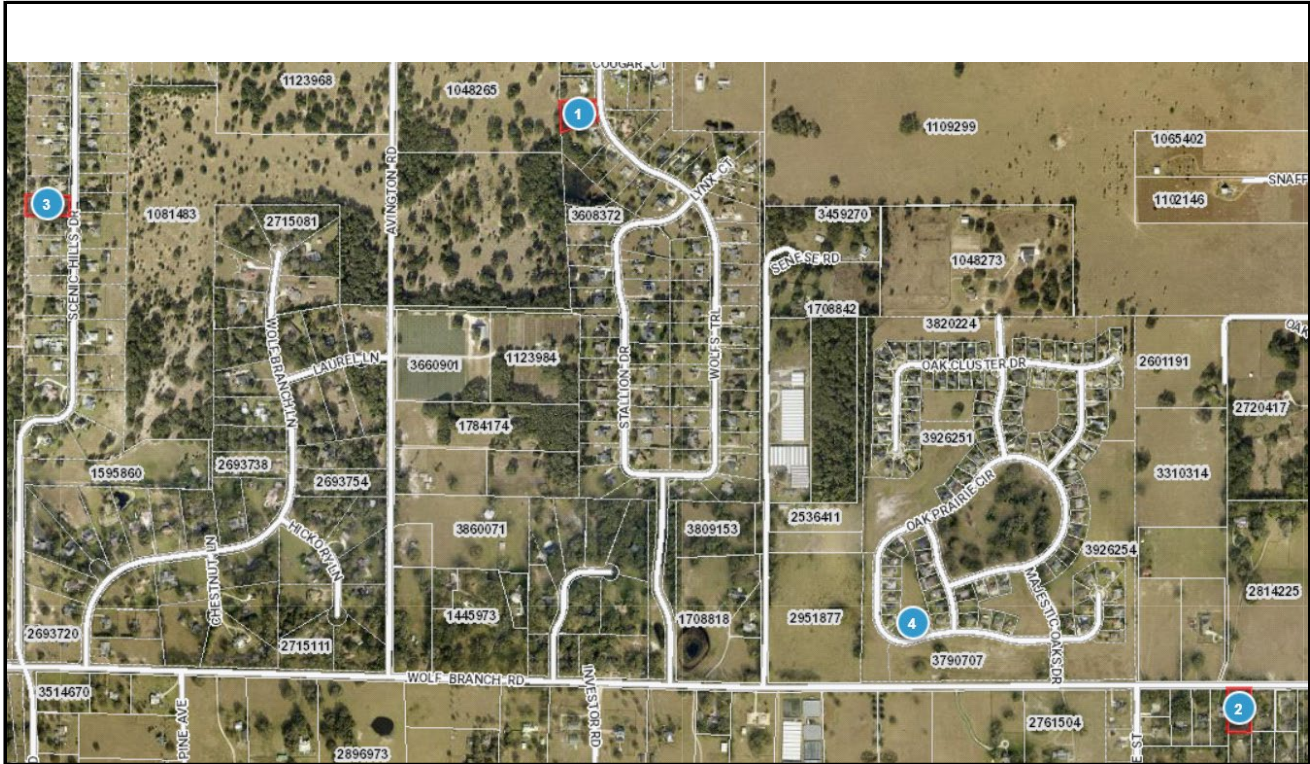 COUGAR CT
1123968
1048265
1
1109299
1065402
SNAFF
1102146
3
SCENIC HILLS DR
1081483
2715081
AVINGTON RD
3608372
LYNX CT
3459270
SENESE RD
1048273
WOLF BRANCH LN
LAUREL LN
3660901
1123984
STALLION DR
WOLFS TRL
1708842
3820224
OAK CLUSTER DR
2601191
OAK
2720417
1784174
3926251
1595860
2693738
2693754
3310314
OAK PRAIRIE CIR
HICKORY LN
3860071
3809153
2536411
3926254
CHESTNUT LN
MAJESTIC OAKS DR
2693720
2715111
1445973
1708818
2951877
4
2814225
3790707
WOLF BRANCH RD
3514670
PINE AVE
INVESTOR RD
2896973
2761504
2
E ST
D